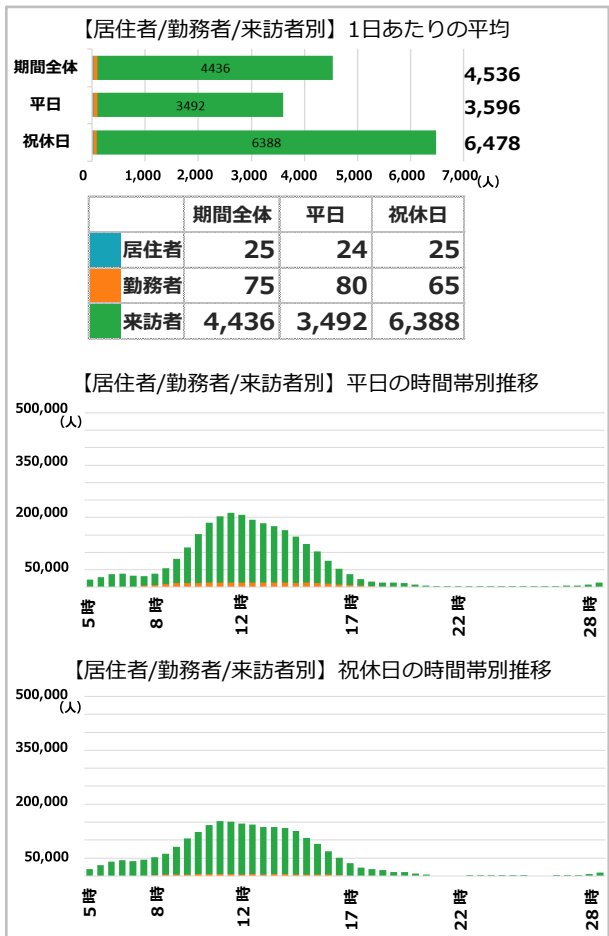 【居住者/勤務者/来訪者別】1日あたりの平均
期間全体 4436 4,536
平日 3492 3,596
祝休日 6388 6,478
0 1,000 2,000 3,000 4,000 5,000 6,000 7,000 (人)
期間全体 平日 祝休日
居住者 25 24 25
勤務者 75 80 65
来訪者 4,436 3,492 6,388
【居住者/勤務者/来訪者別】平日の時間帯別推移
500,000
(人)
350,000
200,000
50,000
5時 8時 12時 17時 22時 28時
【居住者/勤務者/来訪者別】祝休日の時間帯別推移
500,000
(人)
350,000
200,000
50,000
5時 8時 12時 17時 22時 28時